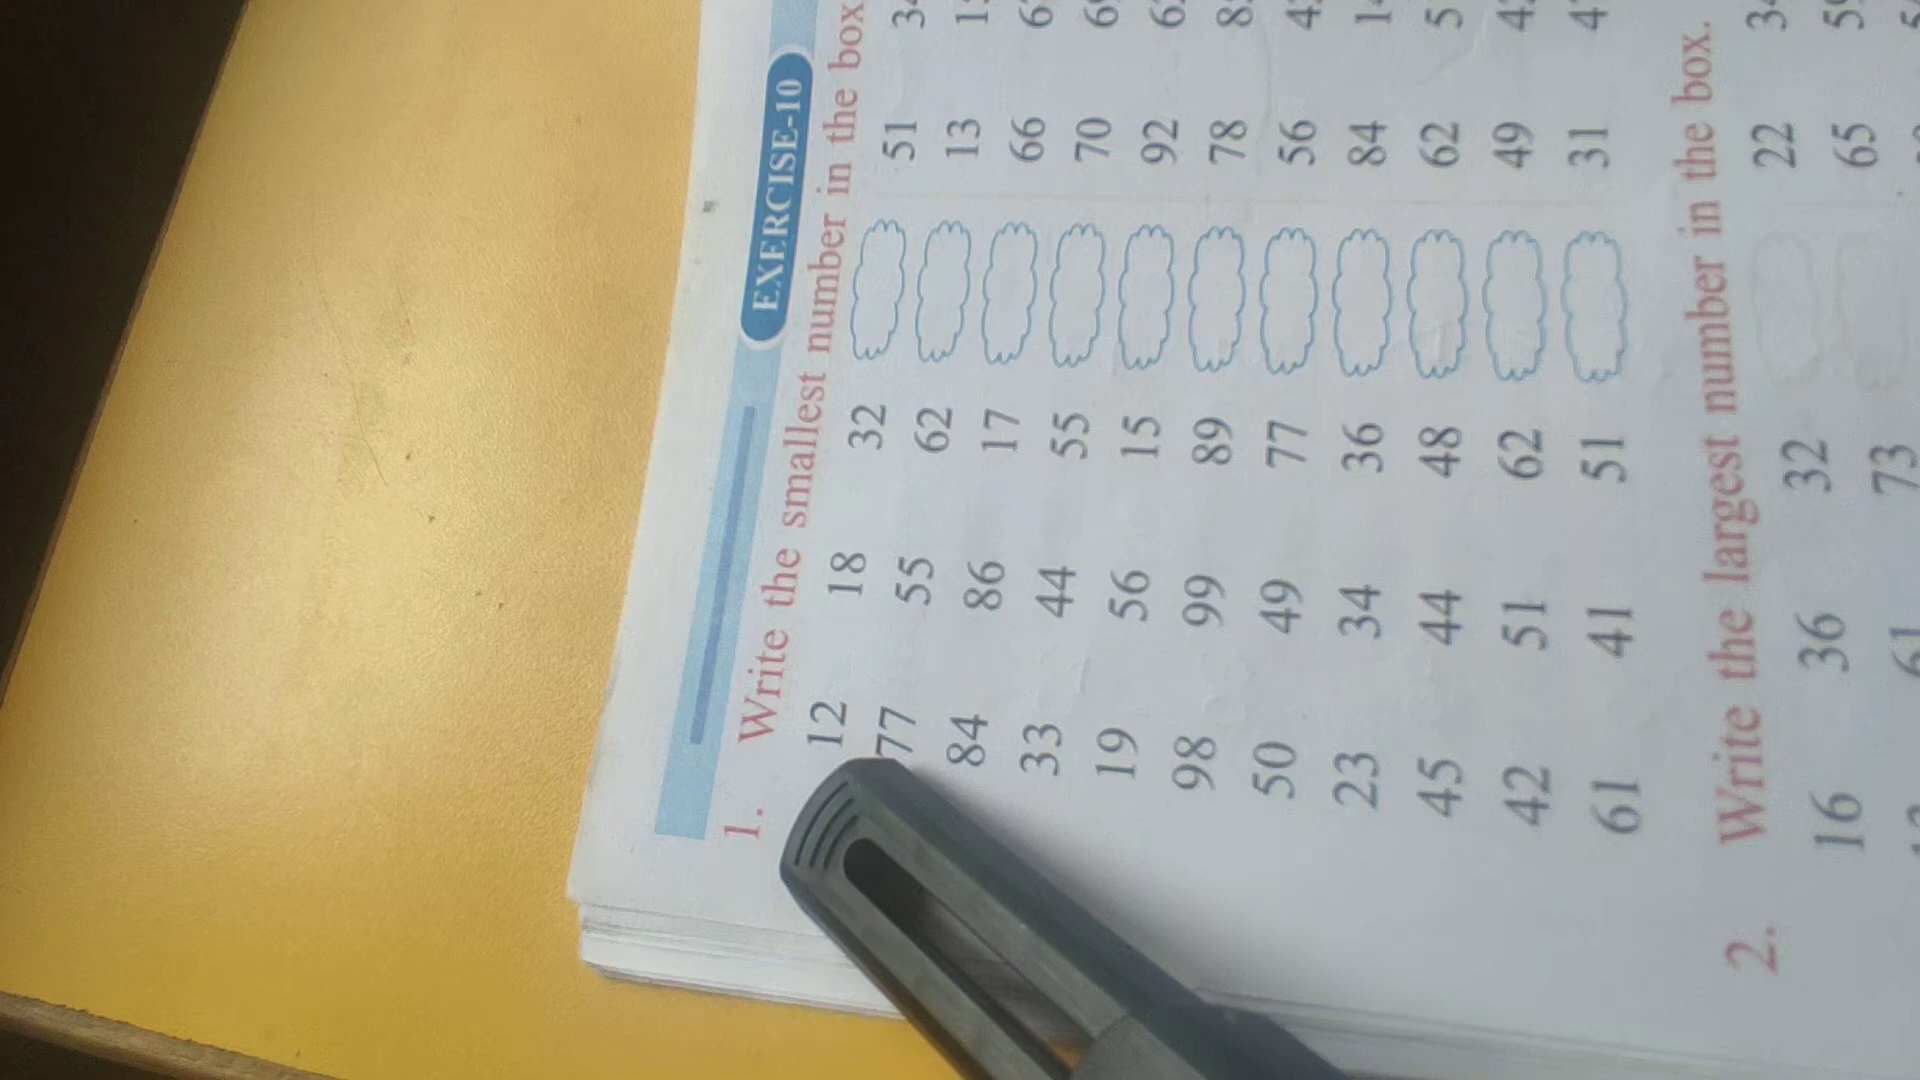 EXERCISE-10
1. Write the smallest number in the box
12 18 32 51
77 55 62 13
84 86 17 66
33 44 55 70
19 56 15 92
98 99 89 78
50 49 77 56
23 34 36 84
45 44 48 62
42 51 62 49
61 41 51 31
2. Write the largest number in the box.
16 36 32 22
61 73 65